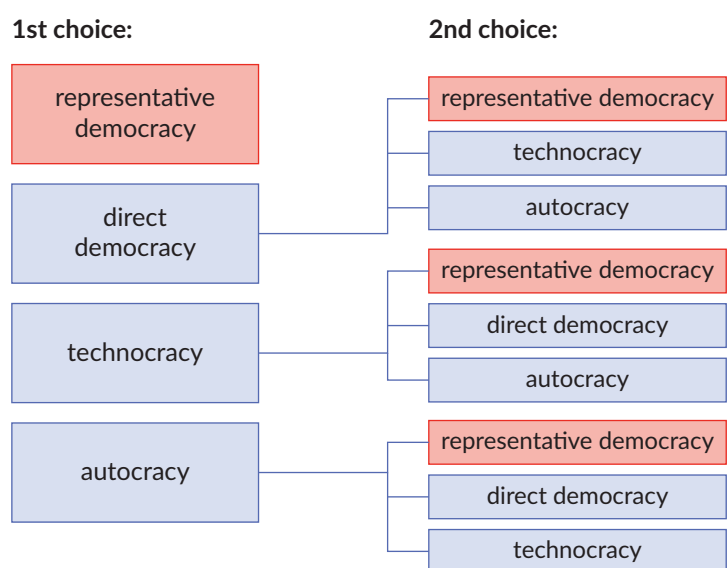 1st choice:
2nd choice:
representative
democracy
direct
democracy
technocracy
autocracy
representative democracy
technocracy
autocracy
representative democracy
direct democracy
autocracy
representative democracy
direct democracy
technocracy